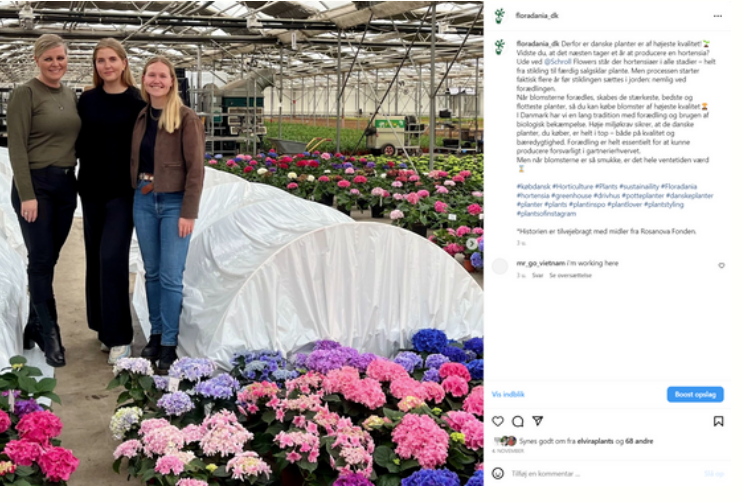 floradania_dk
floradania_dk Derfor er danske planter er af højeste kvalitet!
Vidste du, at det næsten tager et år at producere en hortensia?
Ude ved @Schroll Flowers står der hortensiaer i alle stadier – helt
fra stikling til færdig salgsklar plante. Men processen starter
faktisk flere år før stiklingen sættes i jorden; nemlig ved
forædlingen.
Når blomsterne forædles, skabes de stærkeste, bedste og
flotteste planter, så du kan købe blomster af højeste kvalitet
I Danmark har vi en lang tradition med forædling og brugen af
biologisk bekæmpelse. Høje miljøkrav sikrer, at de danske
planter, du køber, er helt i top – både på kvalitet og
bæredygtighed. Forædling er helt essentielt for at kunne
producere forsvarligt i gartnerierhvervet.
Men når blomsterne er så smukke, er det hele ventetiden værd
#købdansk #Horticulture #Plants #sustainaility #Floradania
#hortensia #greenhouse #drivhus #potteplanter #danskeplanter
#planter #plants #plantinspo #plantlover #plantstyling
#plantsofinstagram
*Historien er tilvejebragt med midler fra Rosanova Fonden.
3 u.
mr_go_vietnam i'm working here
3 u. Svar Se oversættelse
Vis indblik
Boost opslag
Synes godt om fra elviraplants og 68 andre
4. NOVEMBER
Tilføj en kommentar ...
Slå op